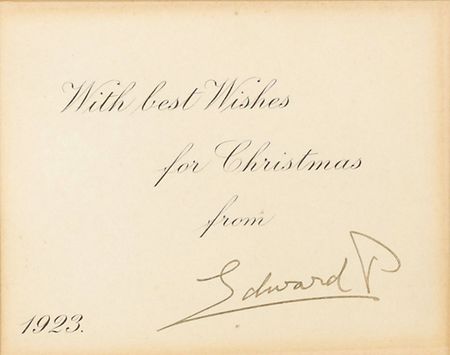 With best Wishes
for Christmas
from
Edward P
1923.